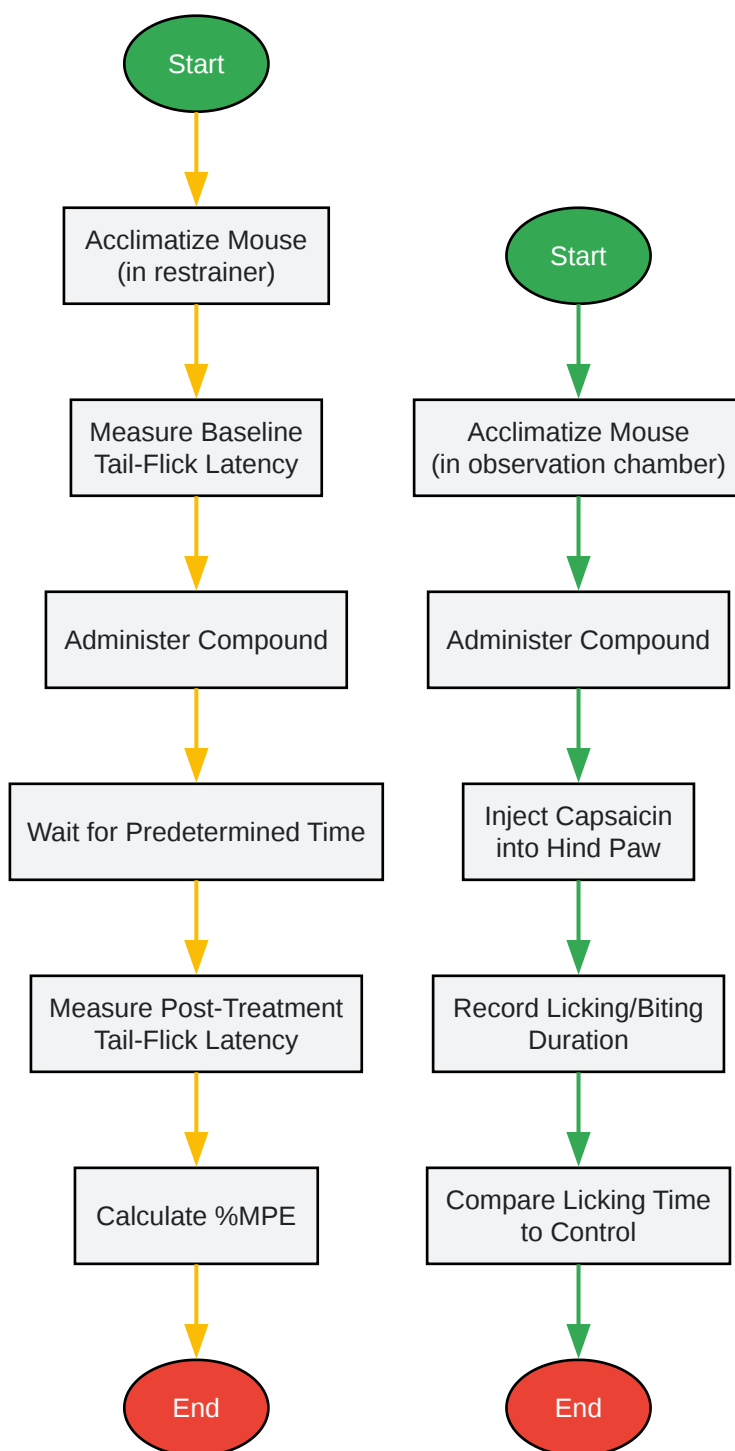 Start
Acclimatize Mouse
(in restrainer)
Measure Baseline
Tail-Flick Latency
Administer Compound
Wait for Predetermined Time
Measure Post-Treatment
Tail-Flick Latency
Calculate %MPE
End
Start
Acclimatize Mouse
(in observation chamber)
Administer Compound
Inject Capsaicin
into Hind Paw
Record Licking/Biting
Duration
Compare Licking Time
to Control
End